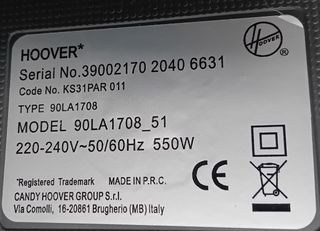 HOOVER*
HOOVER
Serial No.39002170 2040 6631
Code No. KS31PAR 011
TYPE 90LA1708
MODEL 90LA1708_51
220-240V~50/60Hz 550W
*Registered Trademark MADE IN P.R.C.
CANDY HOOVER GROUP S.r.l.
Via Comolli, 16-20861 Brugherio (MB) Italy